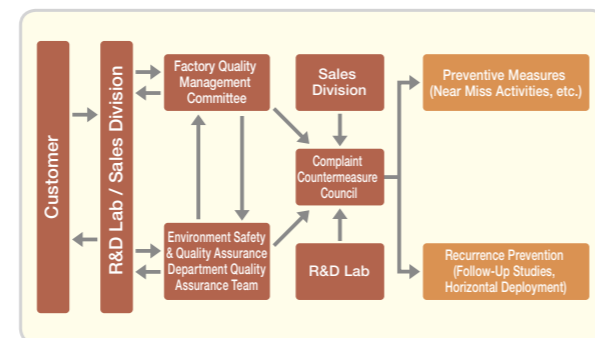 Customer
R&D Lab / Sales Division
Factory Quality
Management
Committee
Environment Safety
& Quality Assurance
Department Quality
Assurance Team
Sales
Division
Complaint
Countermeasure
Council
R&D Lab
Preventive Measures
(Near Miss Activities, etc.)
Recurrence Prevention
(Follow-Up Studies,
Horizontal Deployment)